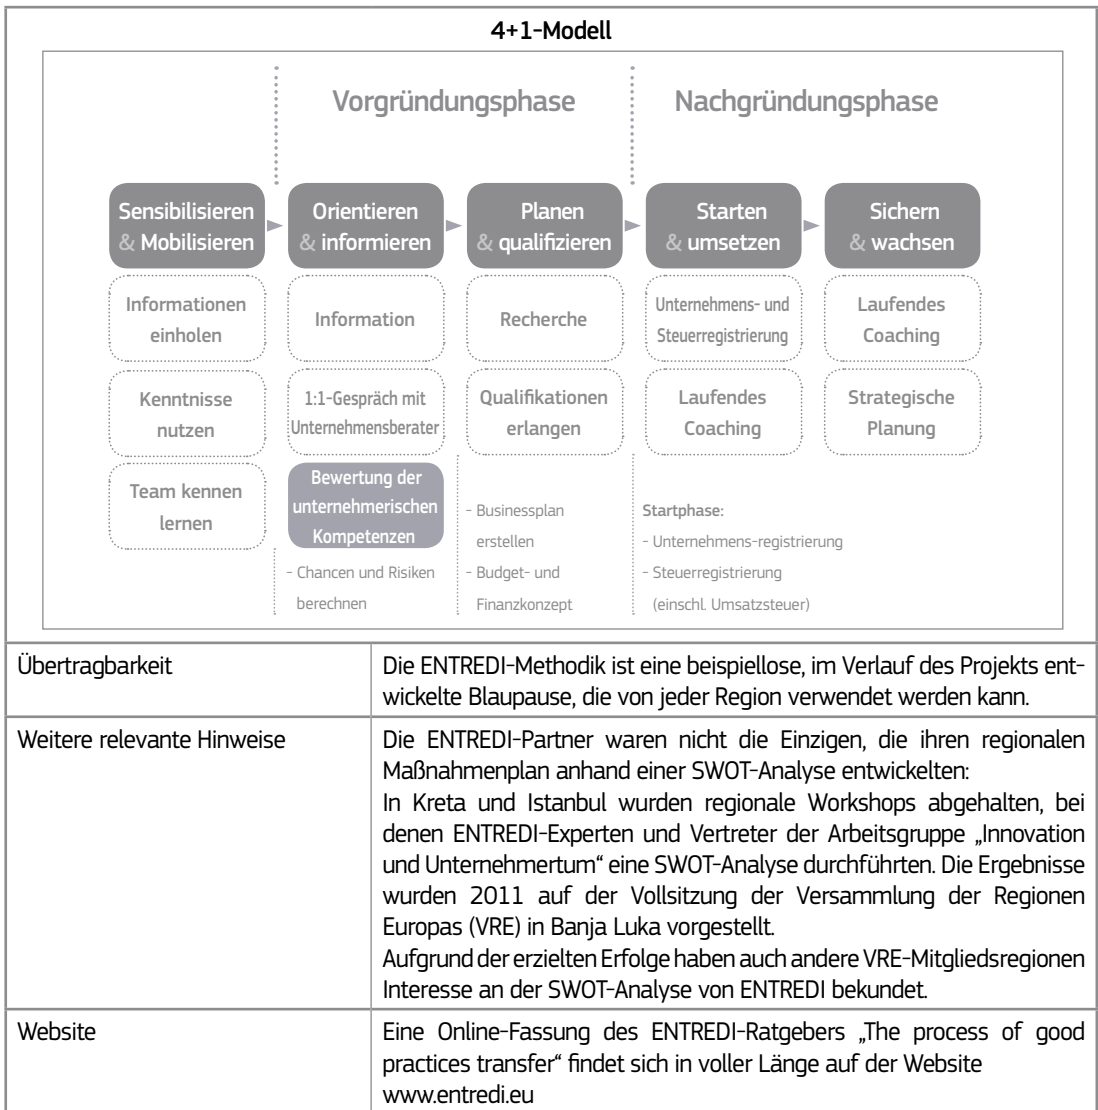 4+1-Modell
Vorgründungsphase
Nachgründungsphase
Sensibilisieren
& Mobilisieren
Orientieren
& informieren
Planen
& qualifizieren
Starten
& umsetzen
Sichern
& wachsen
Informationen
einholen
Information
Recherche
Unternehmens- und
Steuerregistrierung
Laufendes
Coaching
Kenntnisse
nutzen
1:1-Gespräch mit
Unternehmensberater
Qualifikationen
erlangen
Laufendes
Coaching
Strategische
Planung
Team kennen
lernen
Bewertung der
unternehmerischen
Kompetenzen
- Chancen und Risiken
berechnen
- Businessplan
erstellen
- Budget- und
Finanzkonzept
Startphase:
- Unternehmens-registrierung
- Steuerregistrierung
(einschl. Umsatzsteuer)
Übertragbarkeit
Die ENTREDI-Methodik ist eine beispiellose, im Verlauf des Projekts ent-
wickelte Blaupause, die von jeder Region verwendet werden kann.
Weitere relevante Hinweise
Die ENTREDI-Partner waren nicht die Einzigen, die ihren regionalen
Maßnahmenplan anhand einer SWOT-Analyse entwickelten:
In Kreta und Istanbul wurden regionale Workshops abgehalten, bei
denen ENTREDI-Experten und Vertreter der Arbeitsgruppe „Innovation
und Unternehmertum“ eine SWOT-Analyse durchführten. Die Ergebnisse
wurden 2011 auf der Vollsitzung der Versammlung der Regionen
Europas (VRE) in Banja Luka vorgestellt.
Aufgrund der erzielten Erfolge haben auch andere VRE-Mitgliedsregionen
Interesse an der SWOT-Analyse von ENTREDI bekundet.
Website
Eine Online-Fassung des ENTREDI-Ratgebers „The process of good
practices transfer“ findet sich in voller Länge auf der Website
www.entredi.eu